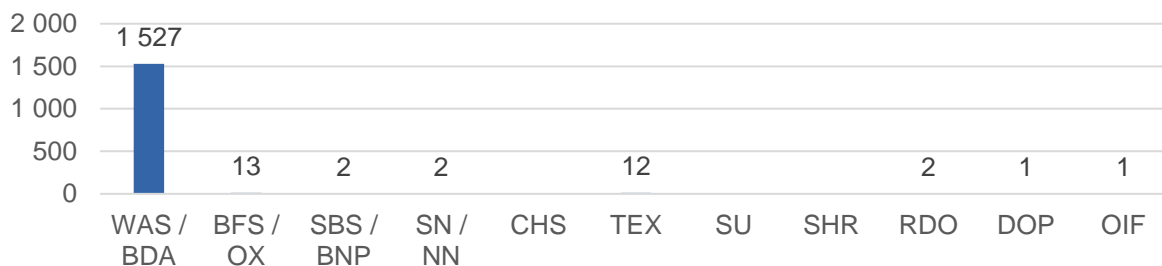 2 000
1 527
1 500
1 000
500
13
2
2
12
2
1
1
0
WAS / BDA
BFS / OX
SBS / BNP
SN / NN
CHS
TEX
SU
SHR
RDO
DOP
OIF